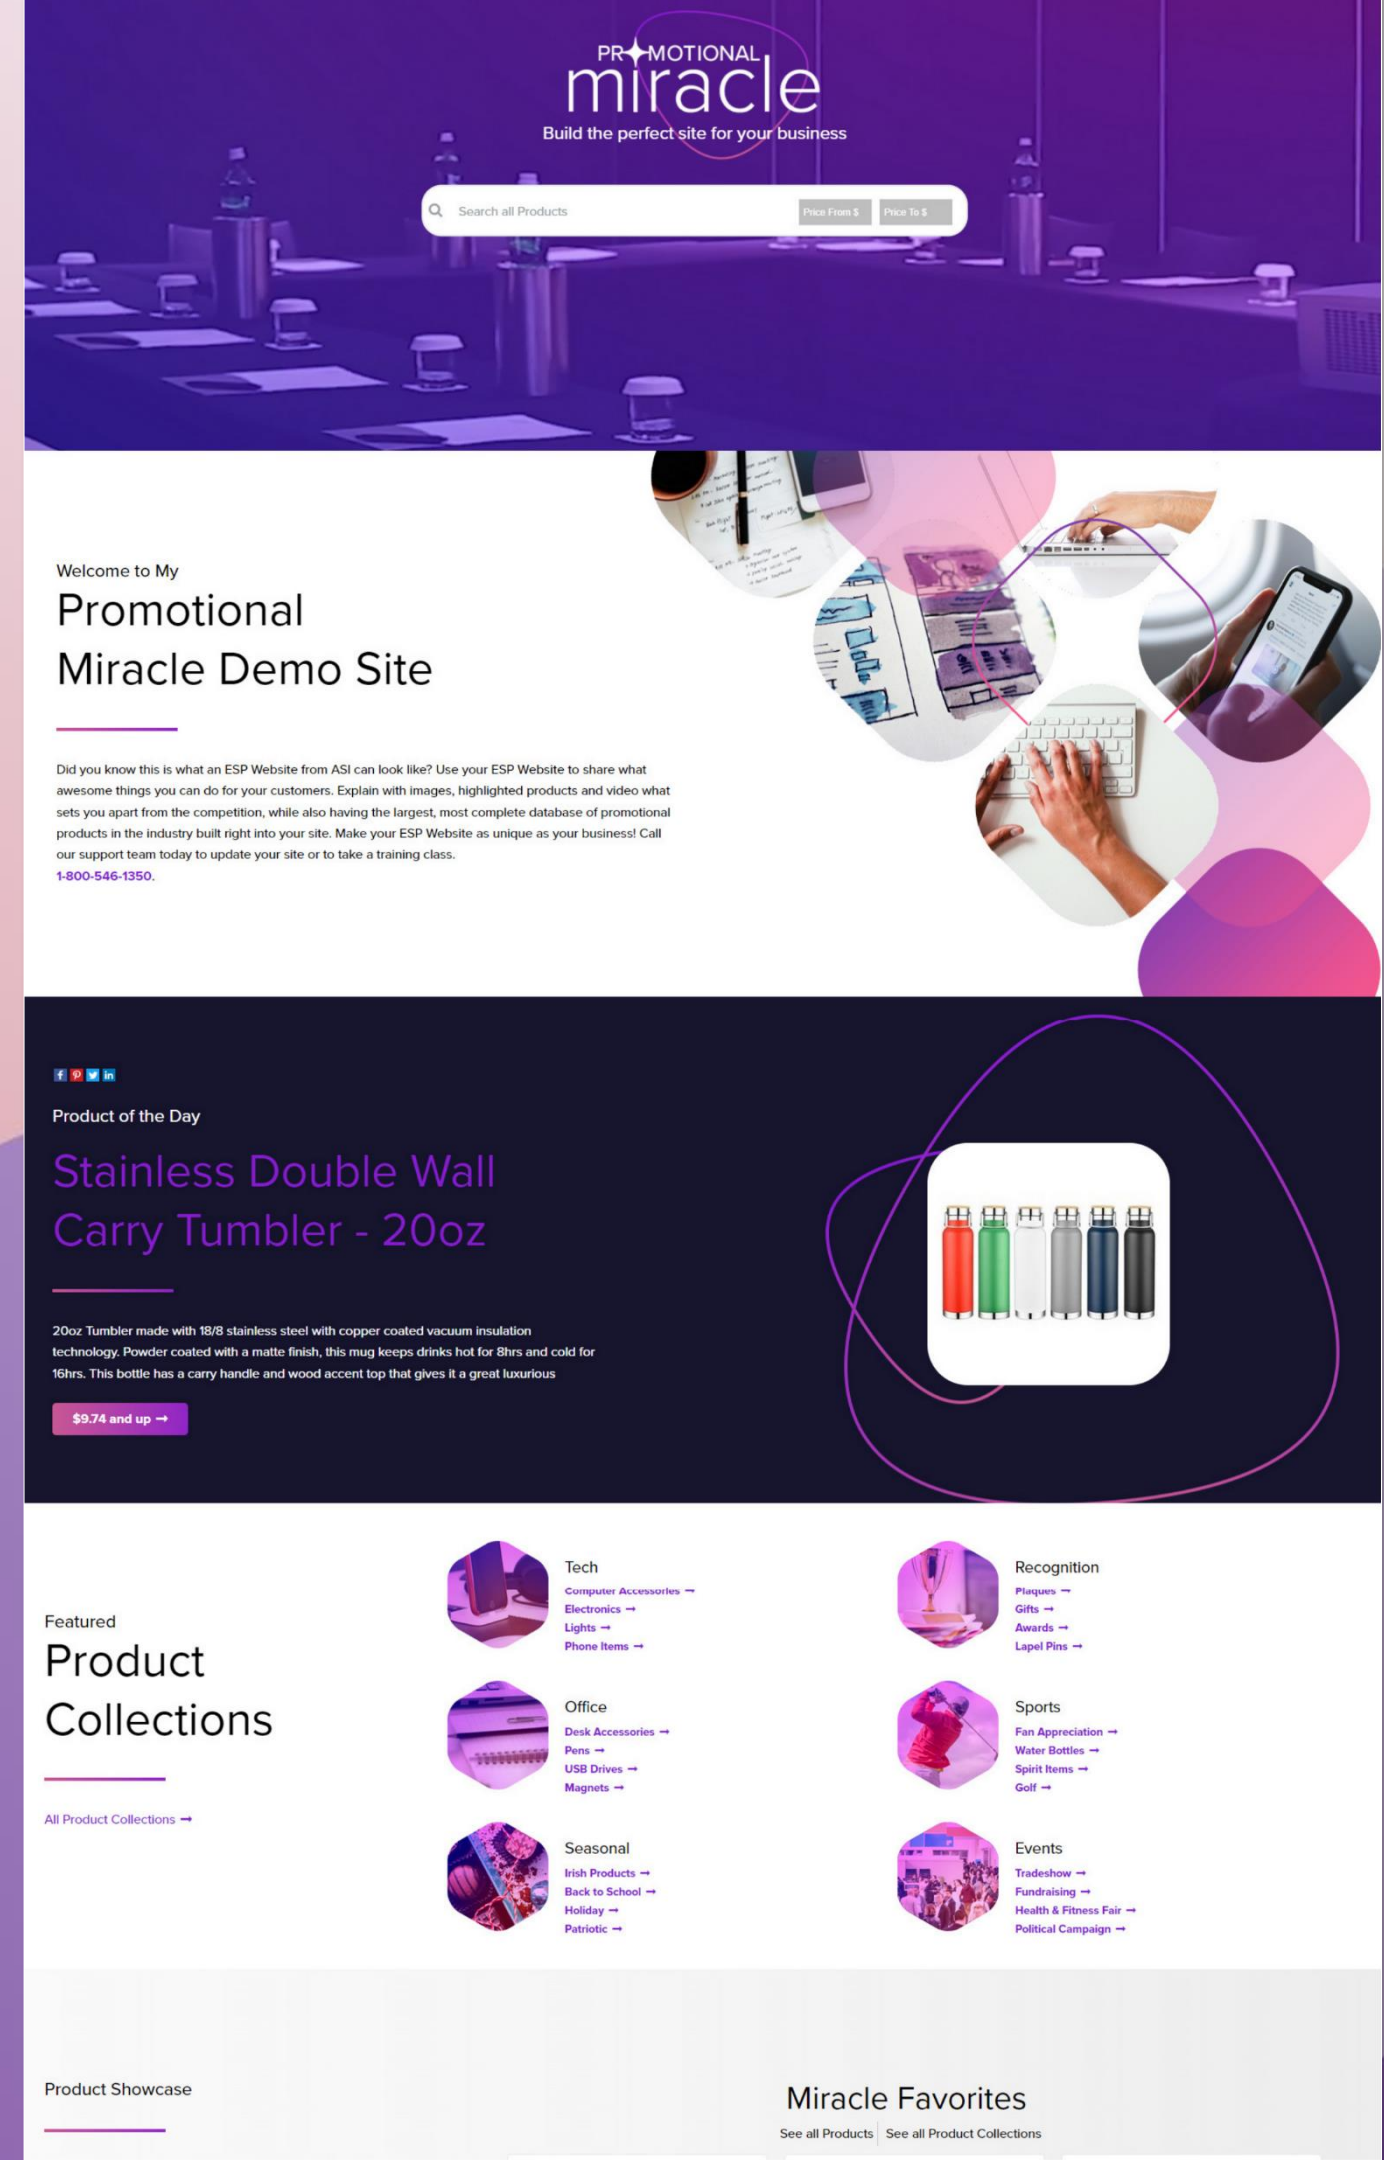 PR MOTIONAL
miracle
Build the perfect site for your business
Search all Products
Price From $
Price To $
Welcome to My
Promotional
Miracle Demo Site
Did you know this is what an ESP Website from ASI can look like? Use your ESP Website to share what
awesome things you can do for your customers. Explain with images, highlighted products and video what
sets you apart from the competition, while also having the largest, most complete database of promotional
products in the industry built right into your site. Make your ESP Website as unique as your business! Call
our support team today to update your site or to take a training class.
1-800-546-1350.
Product of the Day
Stainless Double Wall
Carry Tumbler - 20oz
20oz Tumbler made with 18/8 stainless steel with copper coated vacuum insulation
technology. Powder coated with a matte finish, this mug keeps drinks hot for 8hrs and cold for
16hrs. This bottle has a carry handle and wood accent top that gives it a great luxurious
$9.74 and up →
Featured
Product
Collections
All Product Collections →
Tech
Computer Accessories →
Electronics →
Lights →
Phone Items →
Recognition
Plaques →
Gifts →
Awards →
Lapel Pins →
Office
Desk Accessories →
Pens →
USB Drives →
Magnets →
Sports
Fan Appreciation →
Water Bottles →
Spirit Items →
Golf →
Seasonal
Irish Products →
Back to School →
Holiday →
Patriotic →
Events
Tradeshow →
Fundraising →
Health & Fitness Fair →
Political Campaign →
Product Showcase
Miracle Favorites
See all Products
See all Product Collections